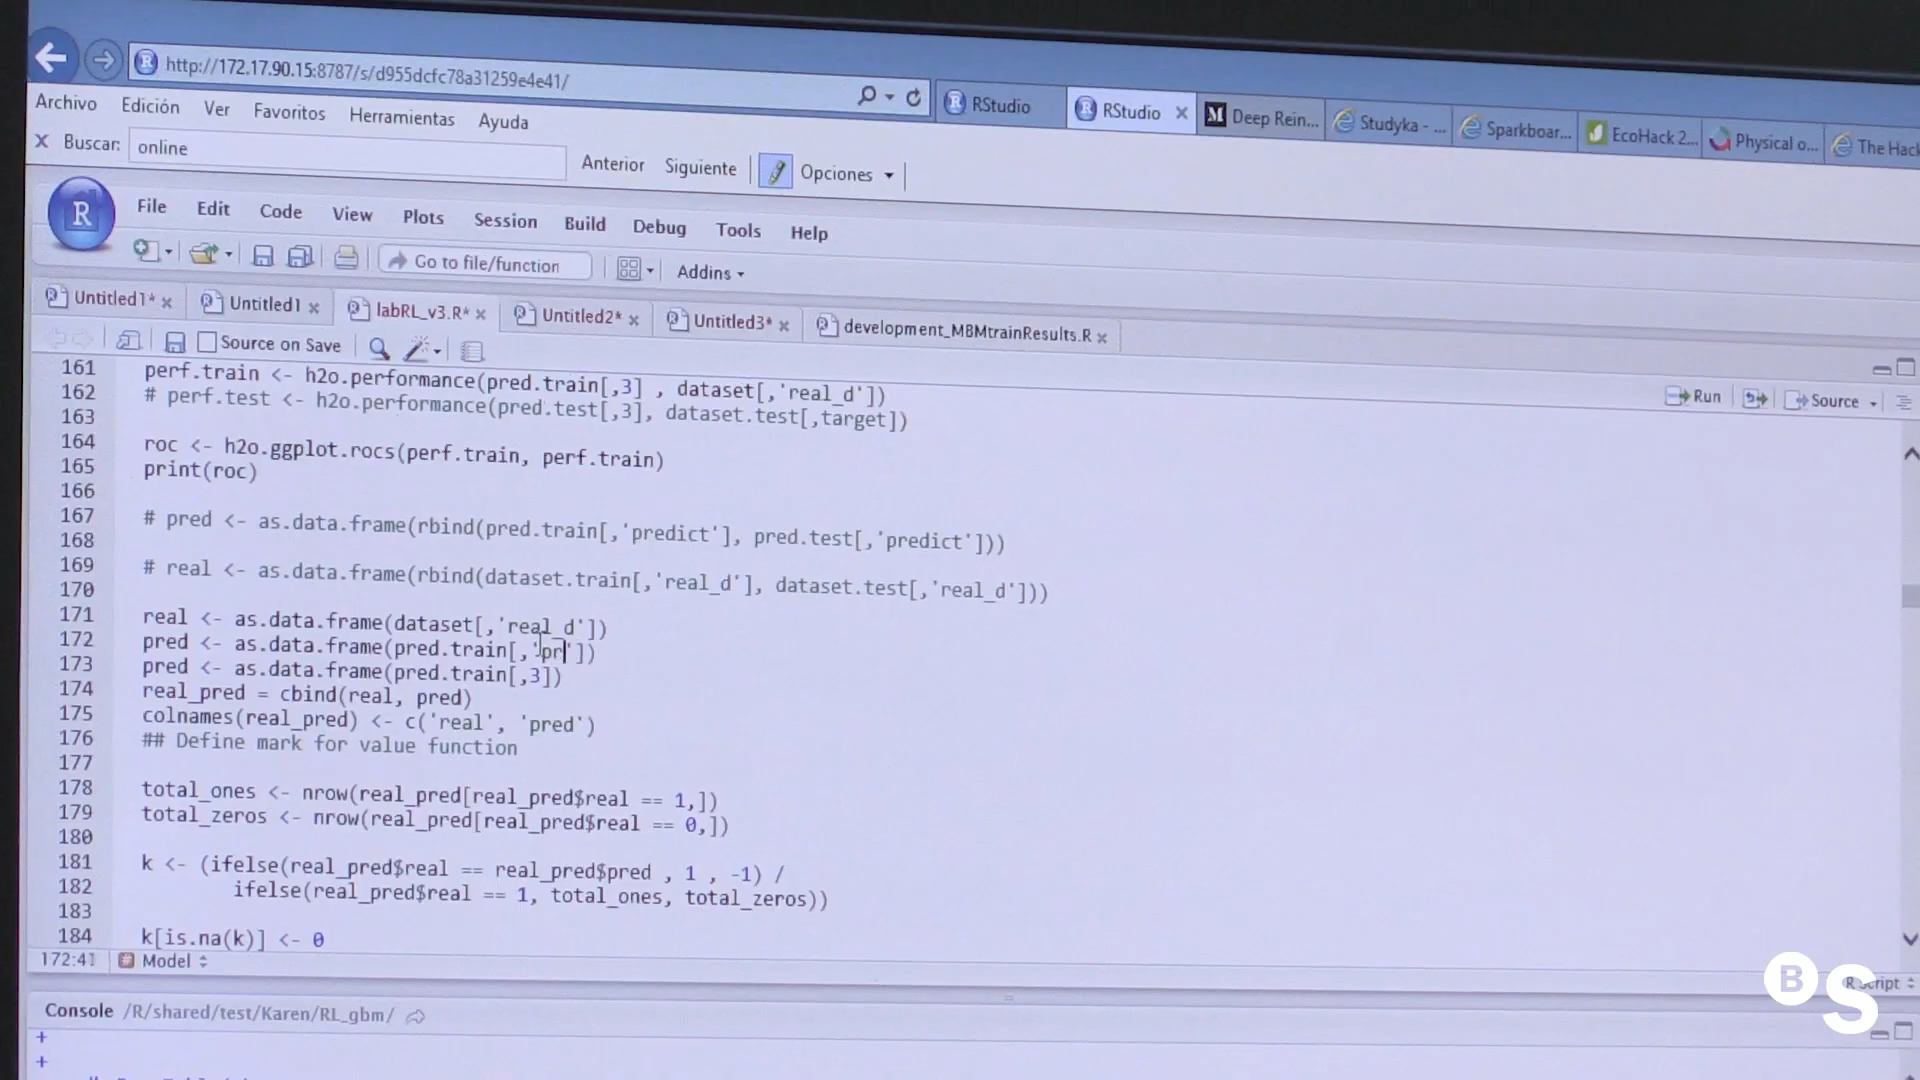 http://172.17.90.15:8787/s/d955dcfc78a31259e4e41/
RStudio
RStudio
Deep Rein...
Studyka - ...
Sparkboar...
EcoHack 2...
Physical o...
The Hack
Archivo Edición Ver Favoritos Herramientas Ayuda
X Buscar: online Anterior Siguiente Opciones
R File Edit Code View Plots Session Build Debug Tools Help
Go to file/function Addins
Untitled1* Untitled1 labRL_v3.R* Untitled2* Untitled3* development_MBMtrainResults.R
Source on Save Run Source
161 perf.train <- h2o.performance(pred.train[,3] , dataset[,'real_d'])
162 # perf.test <- h2o.performance(pred.test[,3], dataset.test[,target])
163
164 roc <- h2o.ggplot.rocs(perf.train, perf.train)
165 print(roc)
166
167 # pred <- as.data.frame(rbind(pred.train[,'predict'], pred.test[,'predict']))
168
169 # real <- as.data.frame(rbind(dataset.train[,'real_d'], dataset.test[,'real_d']))
170
171 real <- as.data.frame(dataset[,'real_d'])
172 pred <- as.data.frame(pred.train[,'pr'])
173 pred <- as.data.frame(pred.train[,3])
174 real_pred = cbind(real, pred)
175 colnames(real_pred) <- c('real', 'pred')
176 ## Define mark for value function
177
178 total_ones <- nrow(real_pred[real_pred$real == 1,])
179 total_zeros <- nrow(real_pred[real_pred$real == 0,])
180
181 k <- (ifelse(real_pred$real == real_pred$pred , 1 , -1) /
182 ifelse(real_pred$real == 1, total_ones, total_zeros))
183
184 k[is.na(k)] <- 0
172:41 # Model R Script
BS
Console /R/shared/test/Karen/RL_gbm/
+
+